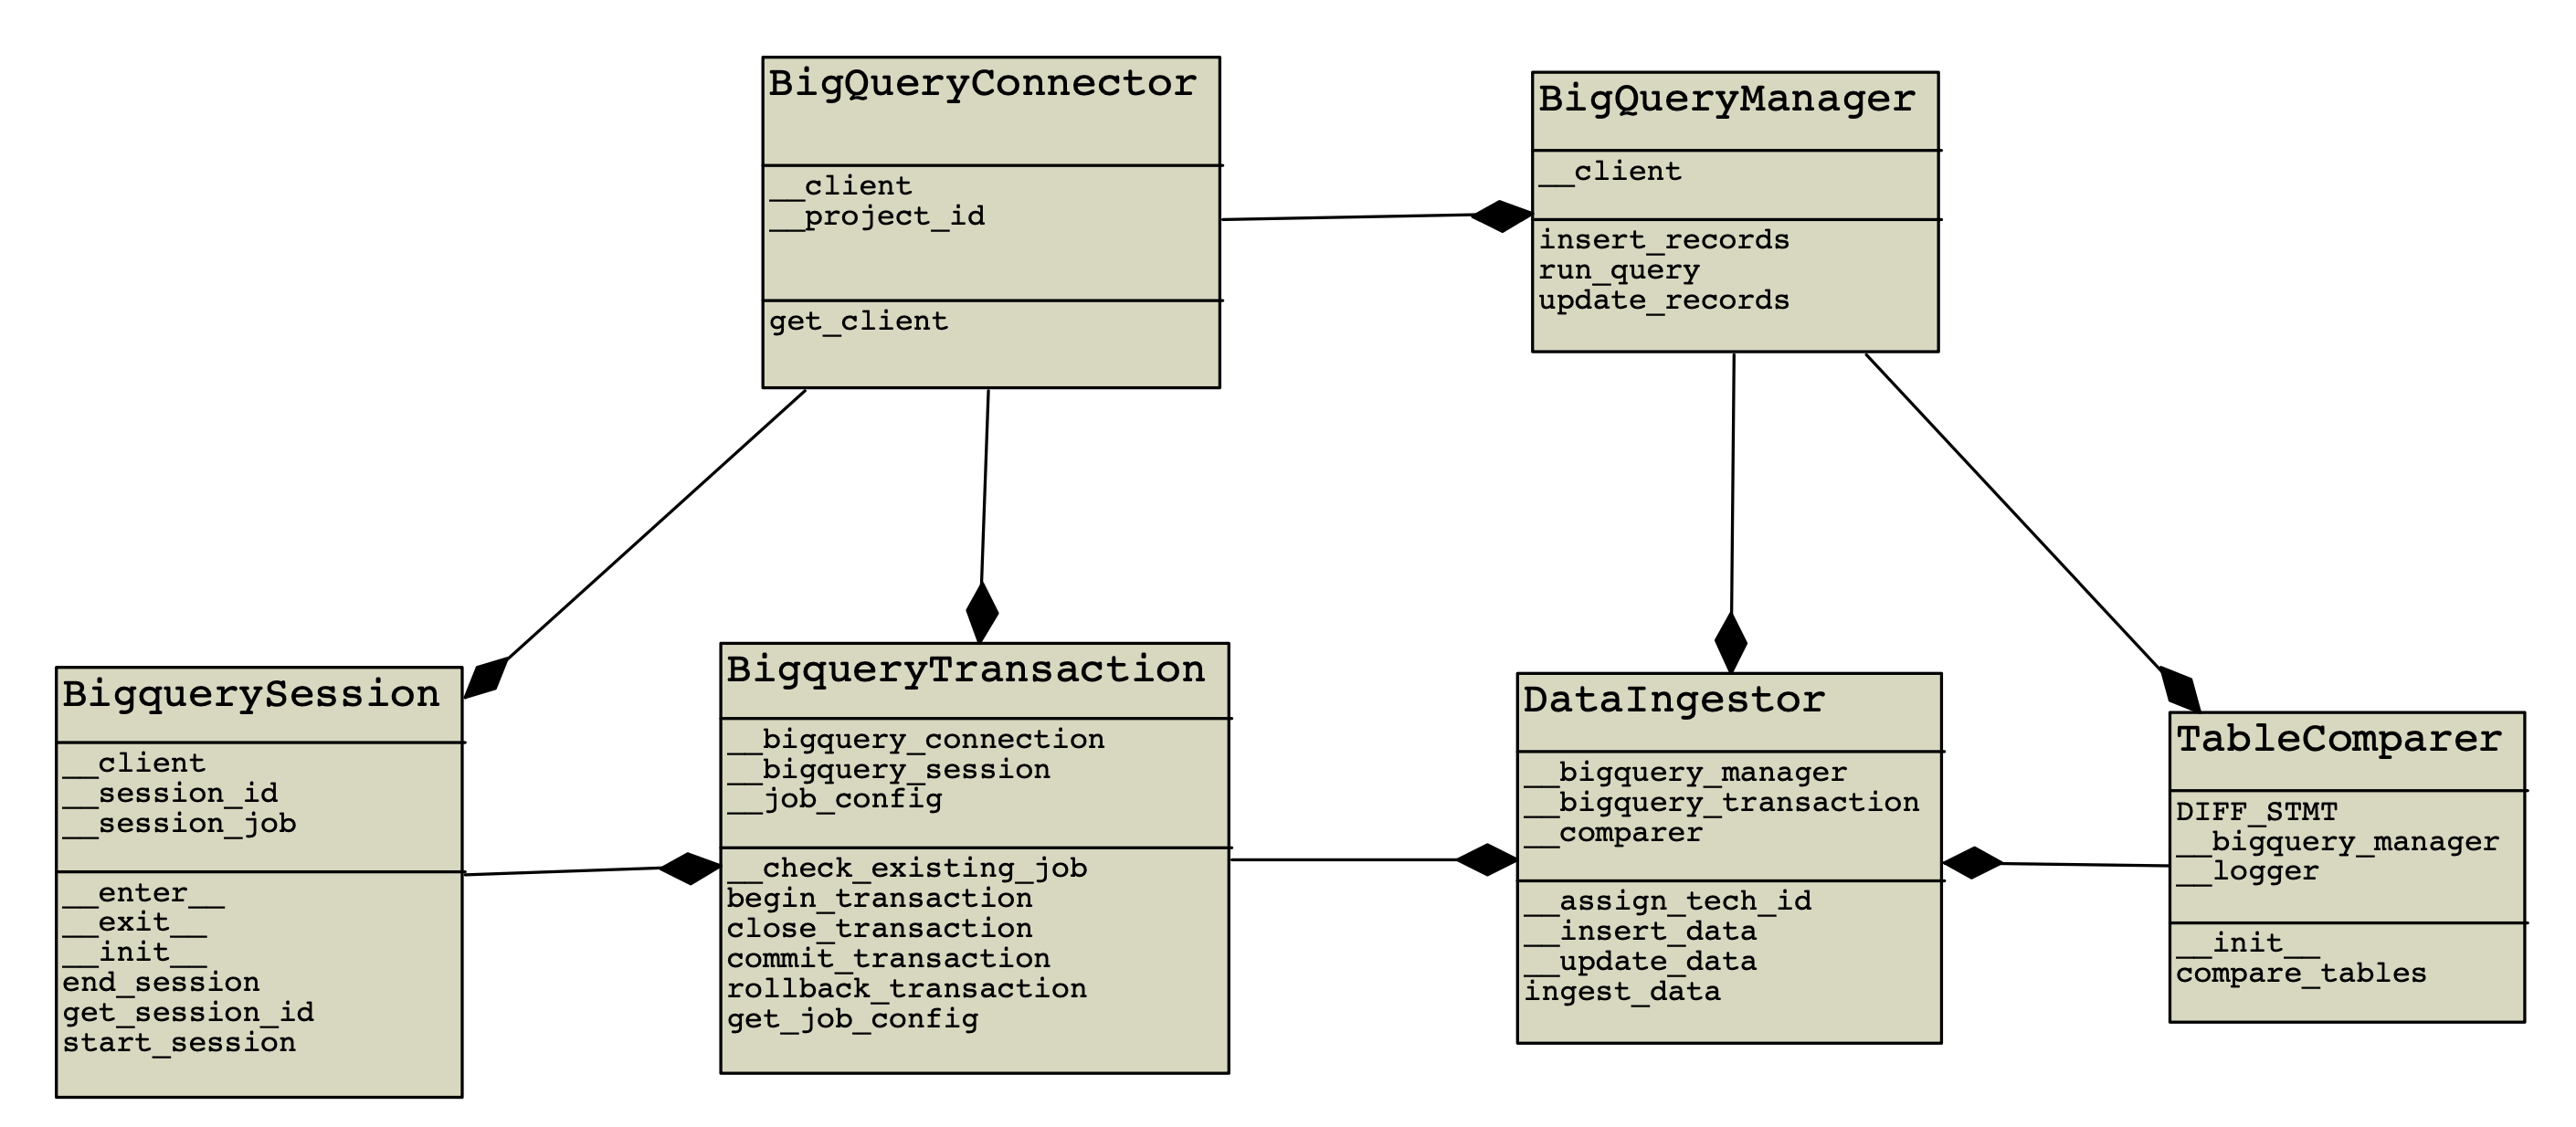 BigQueryConnector
__client
__project_id
get_client
BigQueryManager
__client
insert_records
run_query
update_records
BigquerySession
__client
__session_id
__session_job
__enter__
__exit__
__init__
end_session
get_session_id
start_session
BigqueryTransaction
__bigquery_connection
__bigquery_session
__job_config
__check_existing_job
begin_transaction
close_transaction
commit_transaction
rollback_transaction
get_job_config
DataIngestor
__bigquery_manager
__bigquery_transaction
__comparer
__assign_tech_id
__insert_data
__update_data
ingest_data
TableComparer
DIFF_STMT
__bigquery_manager
__logger
__init__
compare_tables